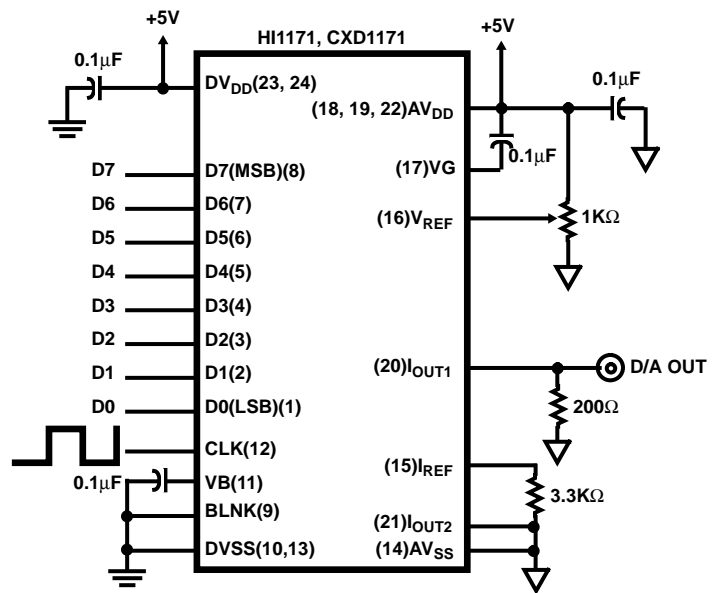 +5V
HI1171, CXD1171
+5V
0.1μF
0.1μF
DV_DD(23, 24)
(18, 19, 22)AV_DD
0.1μF
D7
D7(MSB)(8)
(17)VG
D6
D6(7)
(16)V_REF
1KΩ
D5
D5(6)
D4
D4(5)
D3
D3(4)
D2
D2(3)
D1
D1(2)
(20)I_OUT1
D/A OUT
D0
D0(LSB)(1)
200Ω
CLK(12)
(15)I_REF
0.1μF
VB(11)
3.3KΩ
BLNK(9)
(21)I_OUT2
DVSS(10,13)
(14)AV_SS